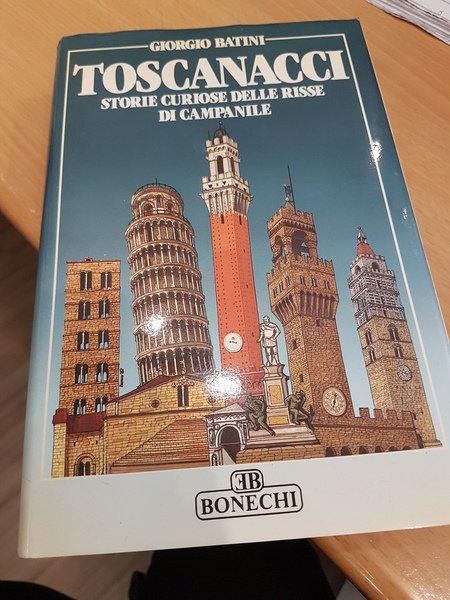 GIORGIO BATINI
TOSCANACCI
STORIE CURIOSE DELLE RISSE
DI CAMPANILE
BONECHI